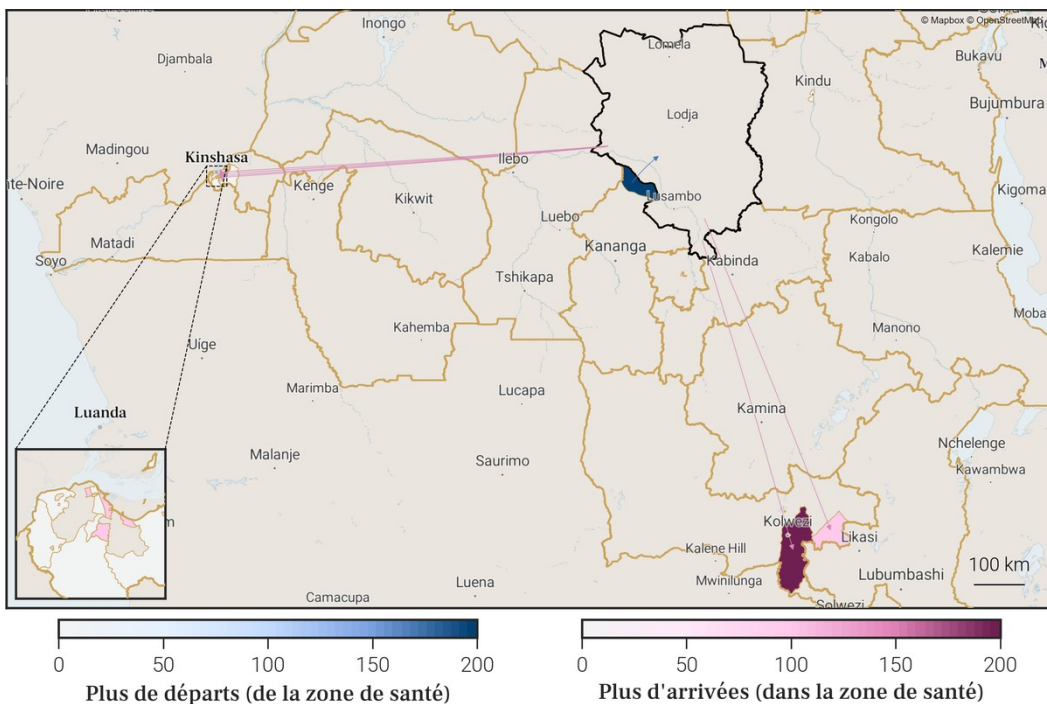 © Mapbox © OpenStreetMap
Inongo
Lomela
Djambala
Kindu
Bukavu
Bujumbura
Lodja
Madingou
Kinshasa
Ilebo
Kenge
Kikwit
Lusambo
Kigoma
Luebo
Kongolo
Matadi
Kananga
Kabinda
Kabalo
Kalemie
Soyo
Tshikapa
Kahemba
Manono
Uíge
Marimba
Lucapa
Kamina
Luanda
Nchelenge
Malanje
Saurimo
Kawambwa
Kolwezi
Kalene Hill
Likasi
Mwinilunga
Lubumbashi
100 km
Luena
Camacupa
Solwezi
0 50 100 150 200
Plus de départs (de la zone de santé)
0 50 100 150 200
Plus d'arrivées (dans la zone de santé)